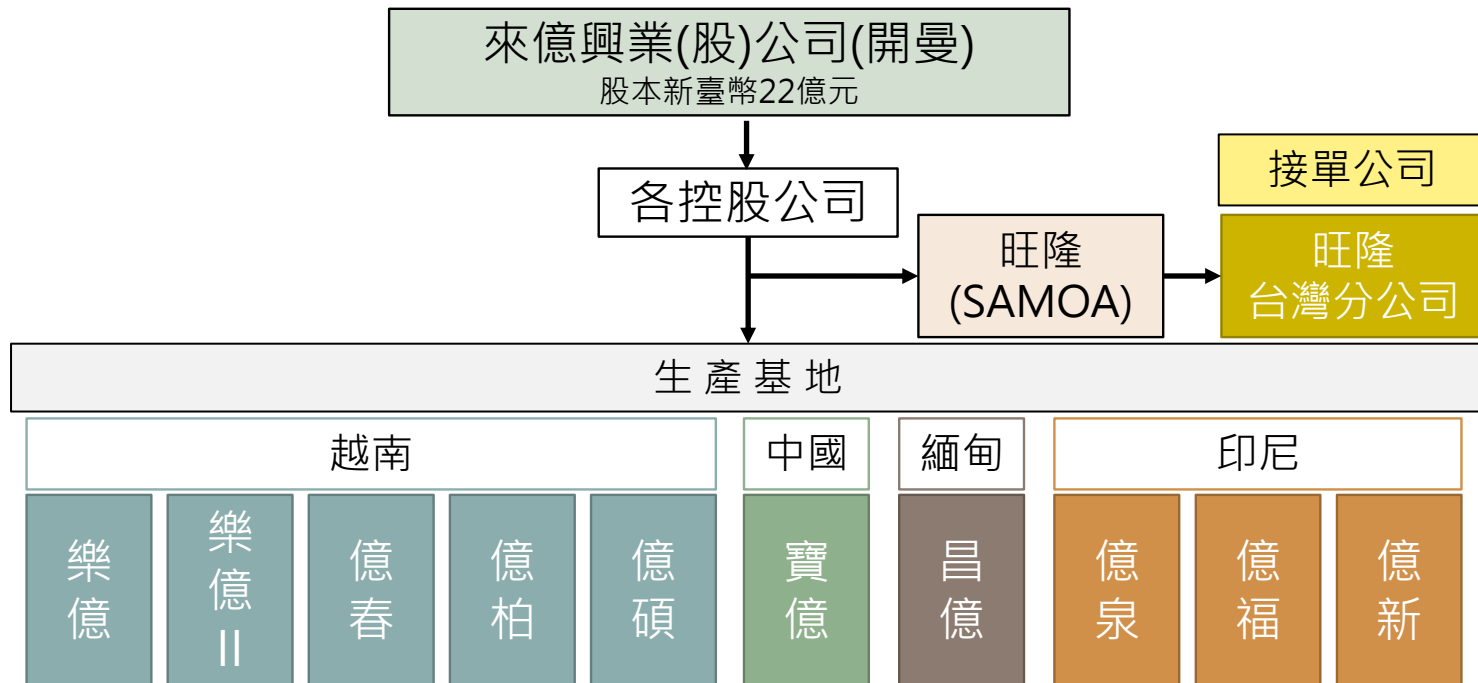 來億興業(股)公司(開曼)
股本新臺幣22億元
接單公司
各控股公司
旺隆
(SAMOA)
旺隆
台灣分公司
生產基地
越南
中國
緬甸
印尼
樂億
樂億II
億春
億柏
億碩
寶億
昌億
億泉
億福
億新